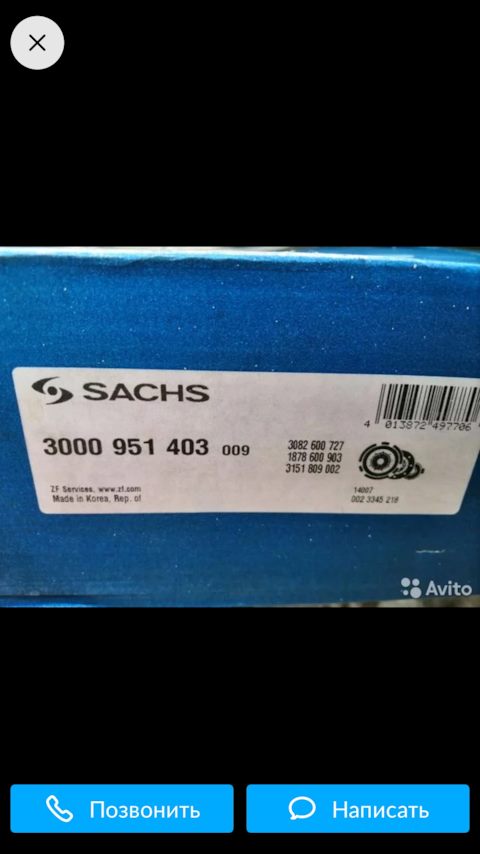 SACHS
4 013872 497706
3000 951 403 009
3082 600 727
1878 600 903
3151 809 002
ZF Services, www.zf.com
Made in Korea, Rep. of
14007
002 3345 218
Avito
Позвонить
Написать